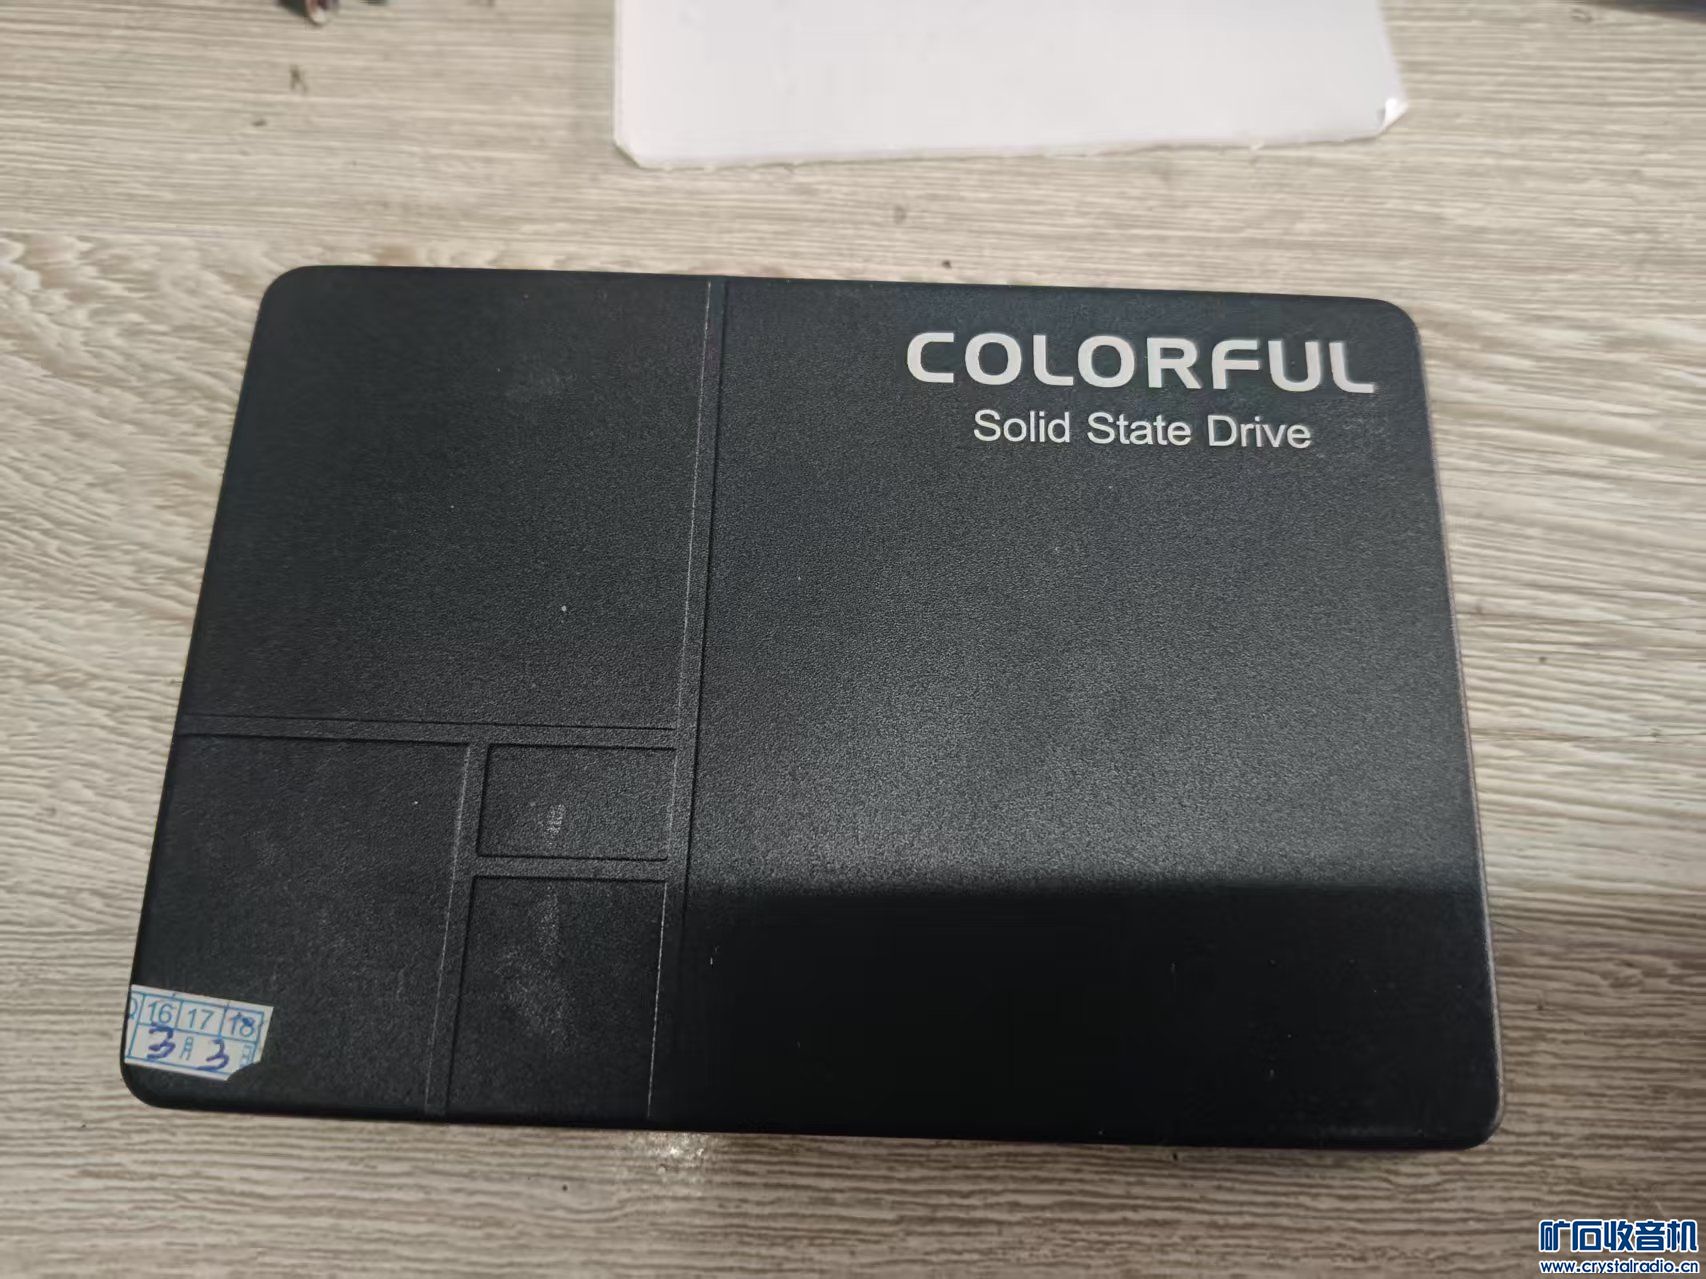 COLORFUL
Solid State Drive
16 17 18
3月3
矿石收音机
www.crystalradio.cn